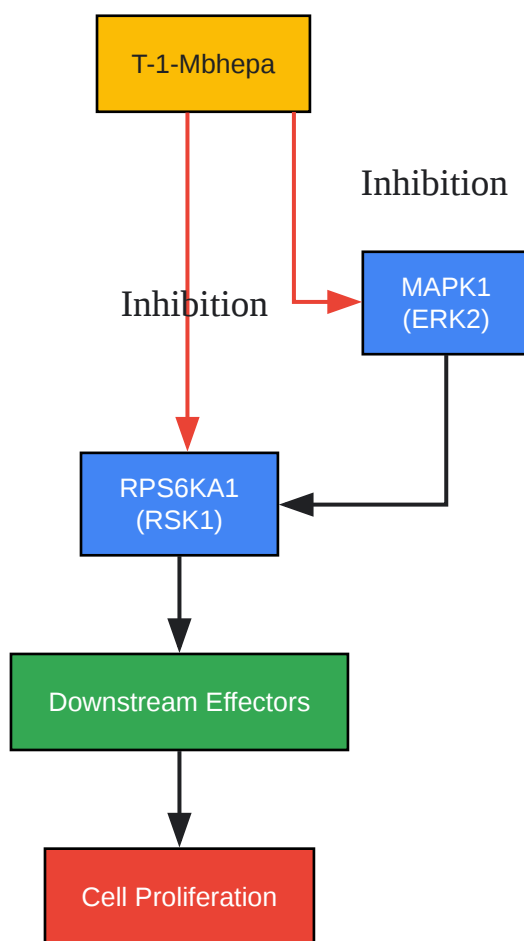 T-1-Mbhepa
Inhibition
MAPK1
(ERK2)
Inhibition
RPS6KA1
(RSK1)
Downstream Effectors
Cell Proliferation